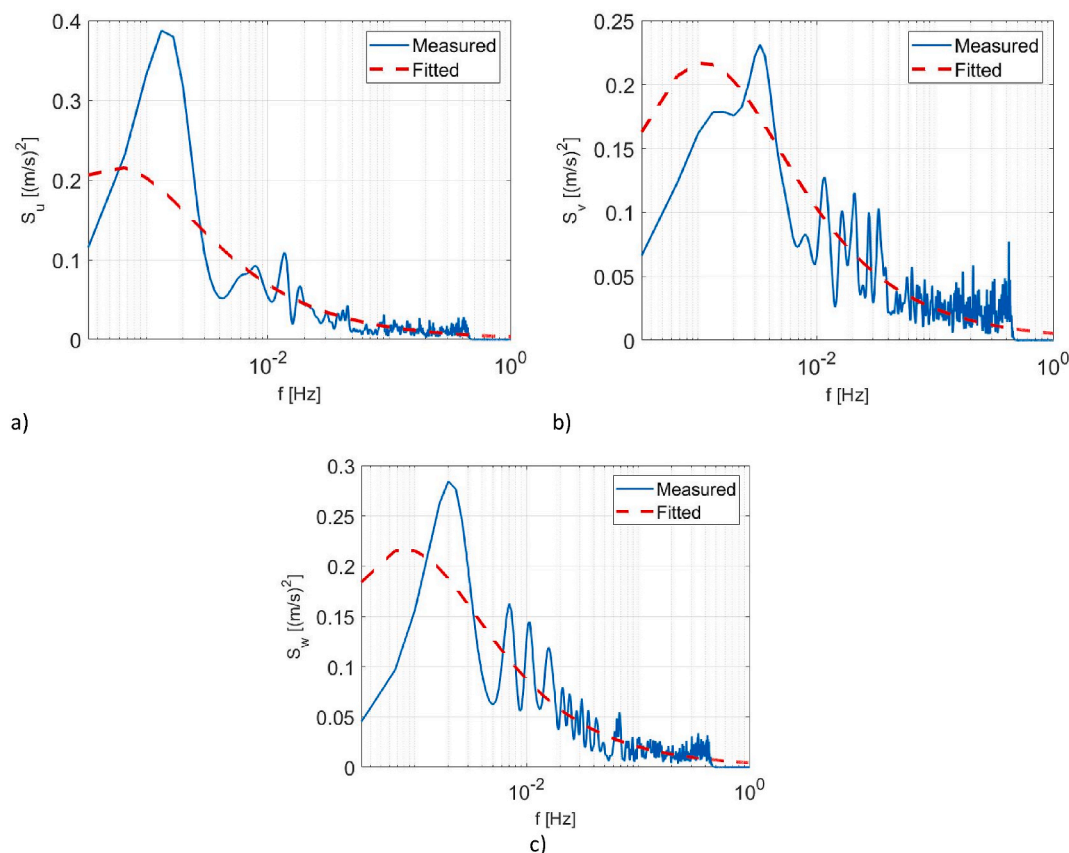 0.4
0.3
0.2
0.1
0
S_u [(m/s)^2]
Measured
Fitted
10^-2
10^0
f [Hz]
a)
0.25
0.2
0.15
0.1
0.05
0
S_v [(m/s)^2]
Measured
Fitted
10^-2
10^0
f [Hz]
b)
0.3
0.25
0.2
0.15
0.1
0.05
0
S_w [(m/s)^2]
Measured
Fitted
10^-2
10^0
f [Hz]
c)